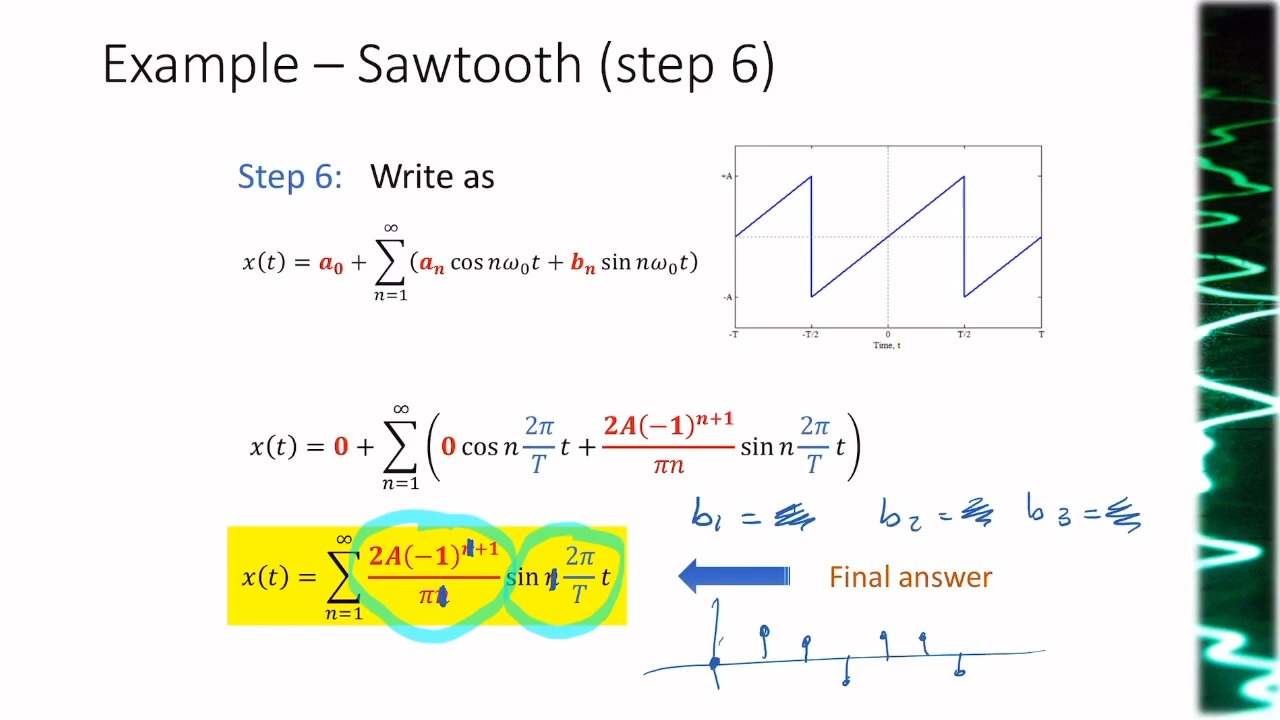 Example – Sawtooth (step 6)
Step 6: Write as
x(t) = a₀ + ∑_{n=1}^{∞} (aₙ cos nω₀t + bₙ sin nω₀t)
+A
-A
-T -T/2 0 T/2 T
Time, t
x(t) = 0 + ∑_{n=1}^{∞} (0 cos n 2π/T t + 2A(−1)^{n+1}/πn sin n 2π/T t)
b₁ = b₂ = b₃ =
x(t) = ∑_{n=1}^{∞} 2A(−1)^{n+1}/πn sin n 2π/T t
Final answer